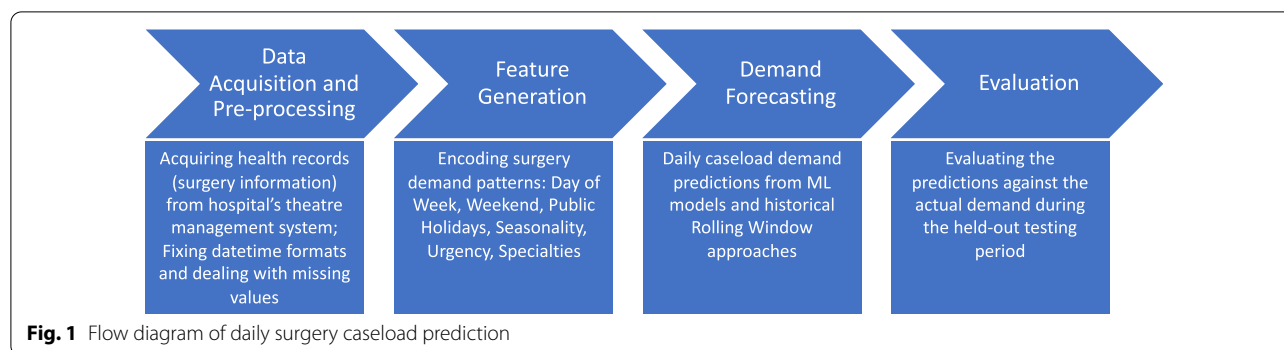 Data
Acquisition and
Pre-processing
Feature
Generation
Demand
Forecasting
Evaluation
Acquiring health records
(surgery information)
from hospital's theatre
management system;
Fixing datetime formats
and dealing with missing
values
Encoding surgery
demand patterns: Day of
Week, Weekend, Public
Holidays, Seasonality,
Urgency, Specialties
Daily caseload demand
predictions from ML
models and historical
Rolling Window
approaches
Evaluating the
predictions against the
actual demand during
the held-out testing
period
Fig. 1 Flow diagram of daily surgery caseload prediction